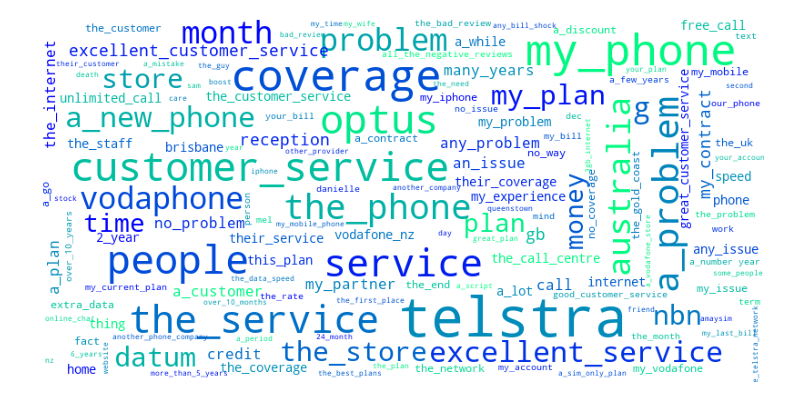 the_customer
month
problem
my_time
my_wife
the_bad_review
any_bill_shock
a_discount
free_call
text
bad_review
a_while
my_phone
excellent_customer_service
the_guy
all_the_negative_reviews
their_customer
a_mistake
death
store
sam
boost
coverage
many_years
the_need
a_few_years
your_plan
my_mobile
second
the_internet
unlimited_call
care
the_customer_service
my_iphone
no_issue
my_plan
your_phone
a_new_phone
your_bill
optus
my_problem
dec
australia
g
great_customer_service
my_contract
the_staff
brisbane
reception
a_contract
any_problem
no_way
my_bill
the_uk
year
other_provider
gb_internet
customer_service
iphone
an_issue
a_problem
your_accoun
speed
a_go
stock
vodaphone
person
danielle
another_company
their_coverage
my_experience
money
no_coverage
the_gold_coast
phone
the_phone
my_mobile_phone
queenstown
mind
the_problem
time
no_problem
mel
day
great_plan
plan
a_vodafone_store
work
over_10_years
2_year
their_service
vodafone_nz
gb
any_issue
a_plan
people
this_plan
service
the_call_centre
a_number
year
some_people
my_current_plan
the_data_speed
the_first_place
a_script
internet
my_issue
extra_data
a_customer
the_rate
my_partner
the_end
a_lot
call
good_customer_service
term
online_chat
thing
over_10_months
the_service
telstra
friend
nbn
amaysim
my_last_bill
fact
another_phone_company
a_period
24_month
the_month
6_years
datum
credit
the_store
excellent_service
nz
home
website
more_than_5_years
the_coverage
the_best_plans
the_plan
the_network
my_account
a_sim_only_plan
my_vodafone
e_telstra_network